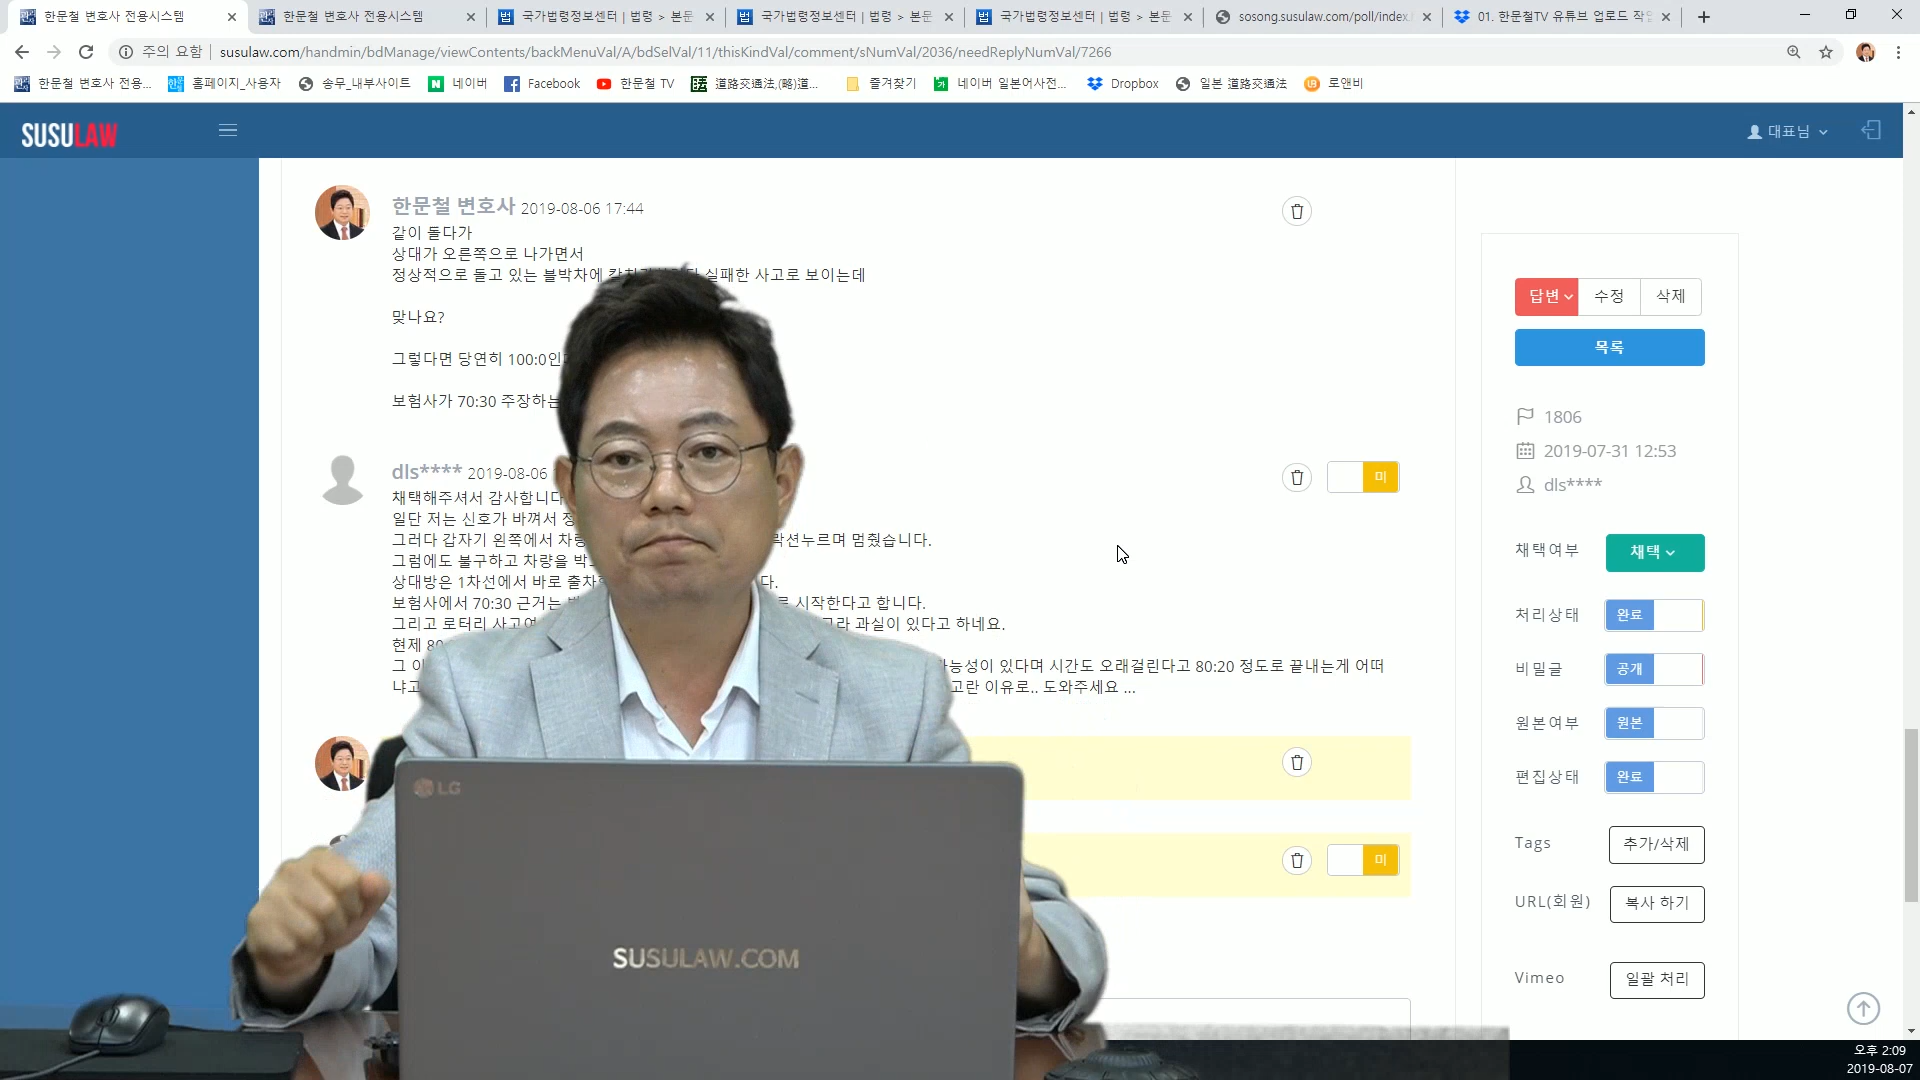 한문철 변호사 전용시스템
한문철 변호사 전용시스템
국가법령정보센터 | 법령 > 본문
국가법령정보센터 | 법령 > 본문
국가법령정보센터 | 법령 > 본문
sosong.susulaw.com/poll/index.
01. 한문철TV 유튜브 업로드 작
주의 요함
susulaw.com/handmin/bdManage/viewContents/backMenuVal/A/bdSelVal/11/thisKindVal/comment/sNumVal/2036/needReplyNumVal/7266
한문철 변호사 전용...
홈페이지_사용자
송무_내부사이트
네이버
Facebook
한문철 TV
道路交通法,(略)道...
즐겨찾기
네이버 일본어사전...
Dropbox
일본 道路交通法
로앤비
SUSULAW
대표님
한문철 변호사 2019-08-06 17:44
같이 돌다가
상대가 오른쪽으로 나가면서
정상적으로 돌고 있는 블박차에 실패한 사고로 보이는데
맞나요?
그렇다면 당연히 100:0인
보험사가 70:30 주장하는
dls**** 2019-08-06
채택해주셔서 감사합니다
일단 저는 신호가 바껴서
그러다 갑자기 왼쪽에서 락션누르며 멈췄습니다.
그럼에도 불구하고 차량을
상대방은 1차선에서 바로 다.
보험사에서 70:30 근거는 시작한다고 합니다.
그리고 로터리 사고여 과실이 있다고 하네요.
현제
그 가능성이 있다며 시간도 오래걸린다고 80:20 정도로 끝내는게 어떠
냐고 이유로.. 도와주세요 ...
답변
수정
삭제
목록
1806
2019-07-31 12:53
dls****
채택여부
채택
처리상태
완료
비밀글
공개
원본여부
원본
편집상태
완료
Tags
추가/삭제
URL(회원)
복사 하기
Vimeo
일괄 처리
미
미
LG
SUSULAW.COM
오후 2:09
2019-08-07